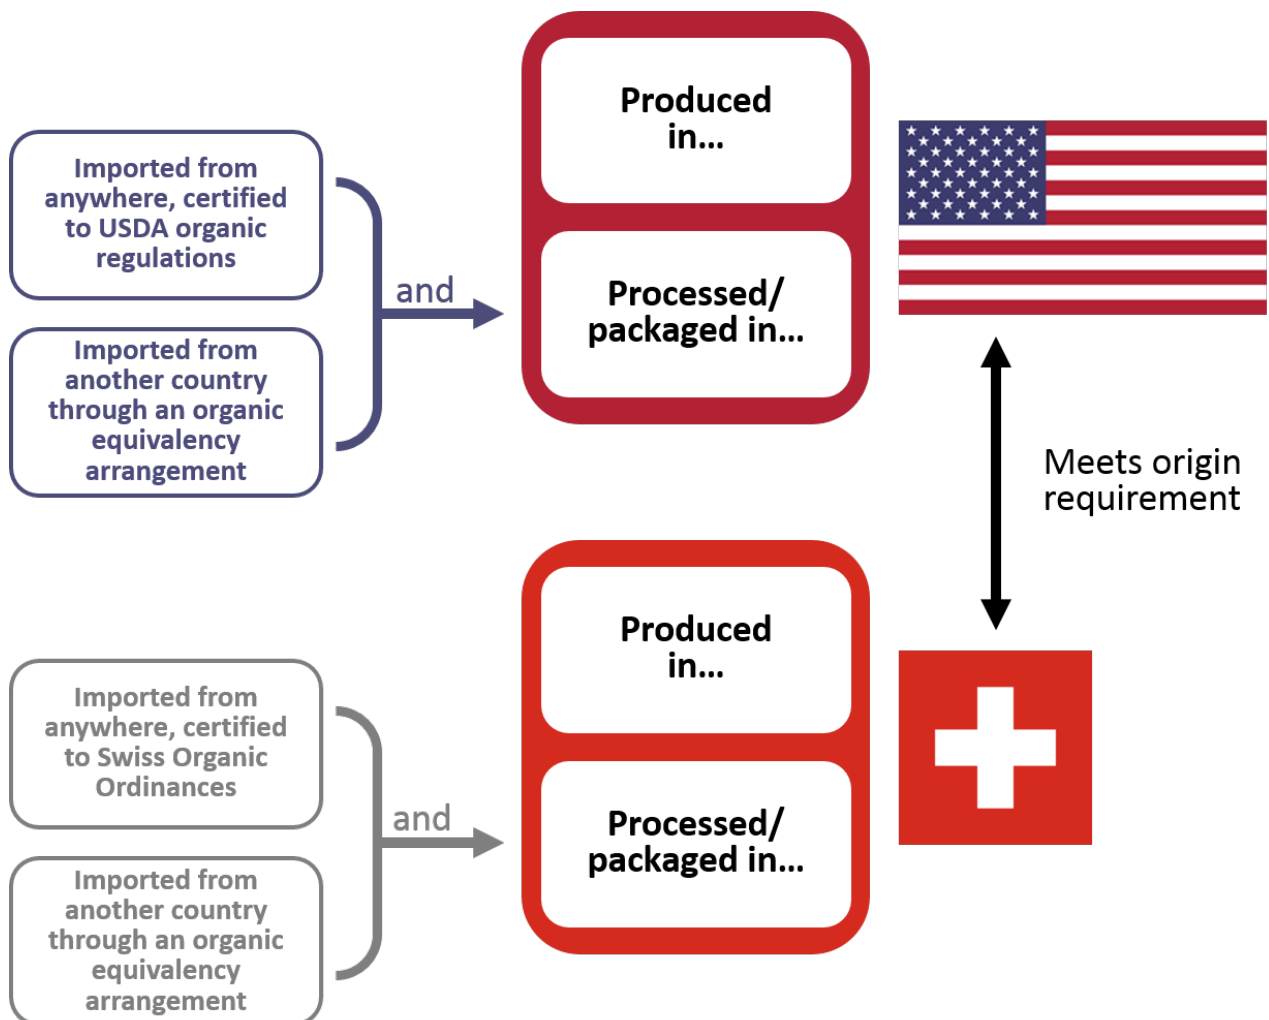 Produced
in...
Imported from
anywhere, certified
to USDA organic
regulations
and
Processed/
packaged in...
Imported from
another country
through an organic
equivalency
arrangement
Meets origin
requirement
Produced
in...
Imported from
anywhere, certified
to Swiss Organic
Ordinances
and
Processed/
packaged in...
Imported from
another country
through an organic
equivalency
arrangement